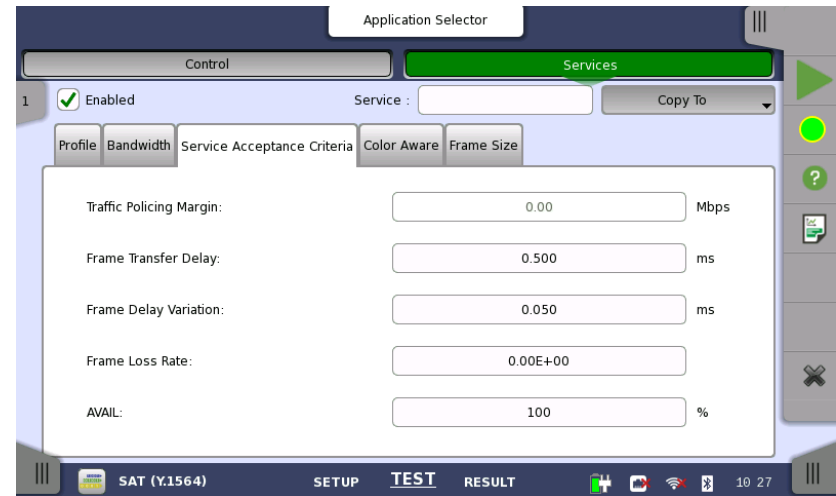 Application Selector
Control Services
1 Enabled Service : Copy To
Profile Bandwidth Service Acceptance Criteria Color Aware Frame Size
Traffic Policing Margin: 0.00 Mbps
Frame Transfer Delay: 0.500 ms
Frame Delay Variation: 0.050 ms
Frame Loss Rate: 0.00E+00
AVAIL: 100 %
SAT (Y.1564) SETUP TEST RESULT 10 27